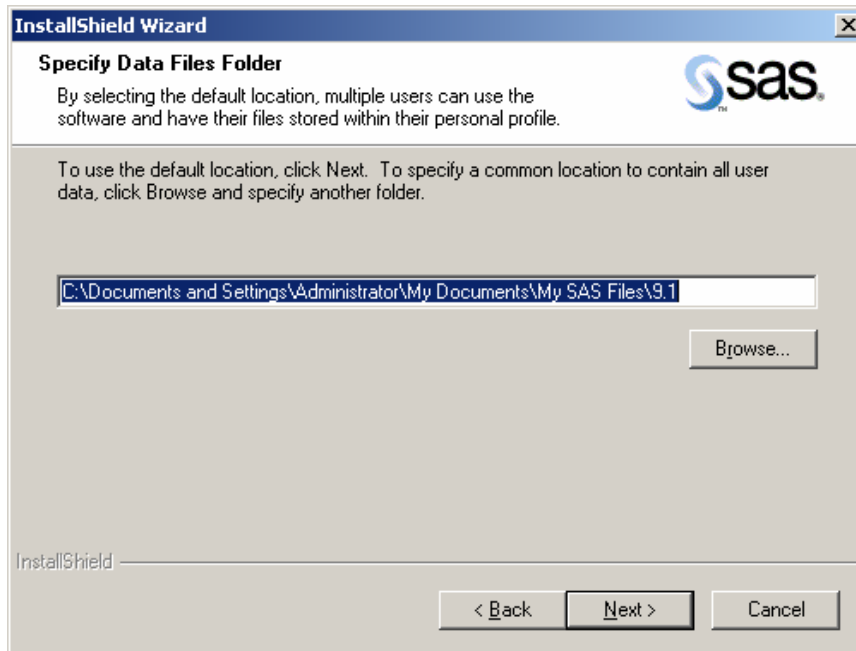 InstallShield Wizard
Specify Data Files Folder
By selecting the default location, multiple users can use the
software and have their files stored within their personal profile.
sas.
TM
To use the default location, click Next. To specify a common location to contain all user
data, click Browse and specify another folder.
C:\Documents and Settings\Administrator\My Documents\My SAS Files\9.1
Browse...
InstallShield
< Back
Next >
Cancel